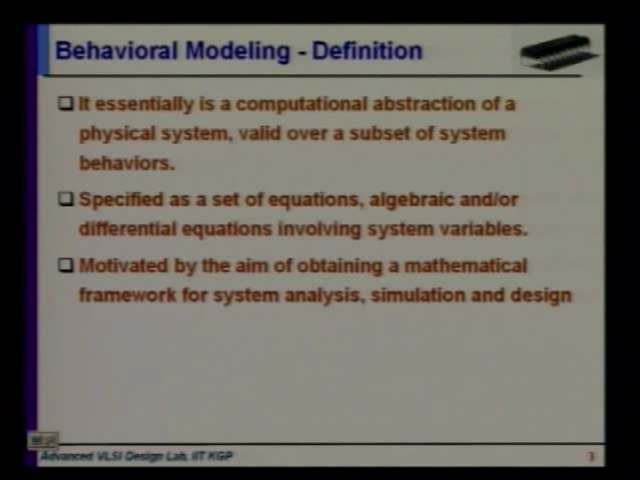 Behavioral Modeling - Definition
It essentially is a computational abstraction of a
physical system, valid over a subset of system
behaviors.
Specified as a set of equations, algebraic and/or
differential equations involving system variables.
Motivated by the aim of obtaining a mathematical
framework for system analysis, simulation and design
Advanced VLSI Design Lab, IIT KGP
3